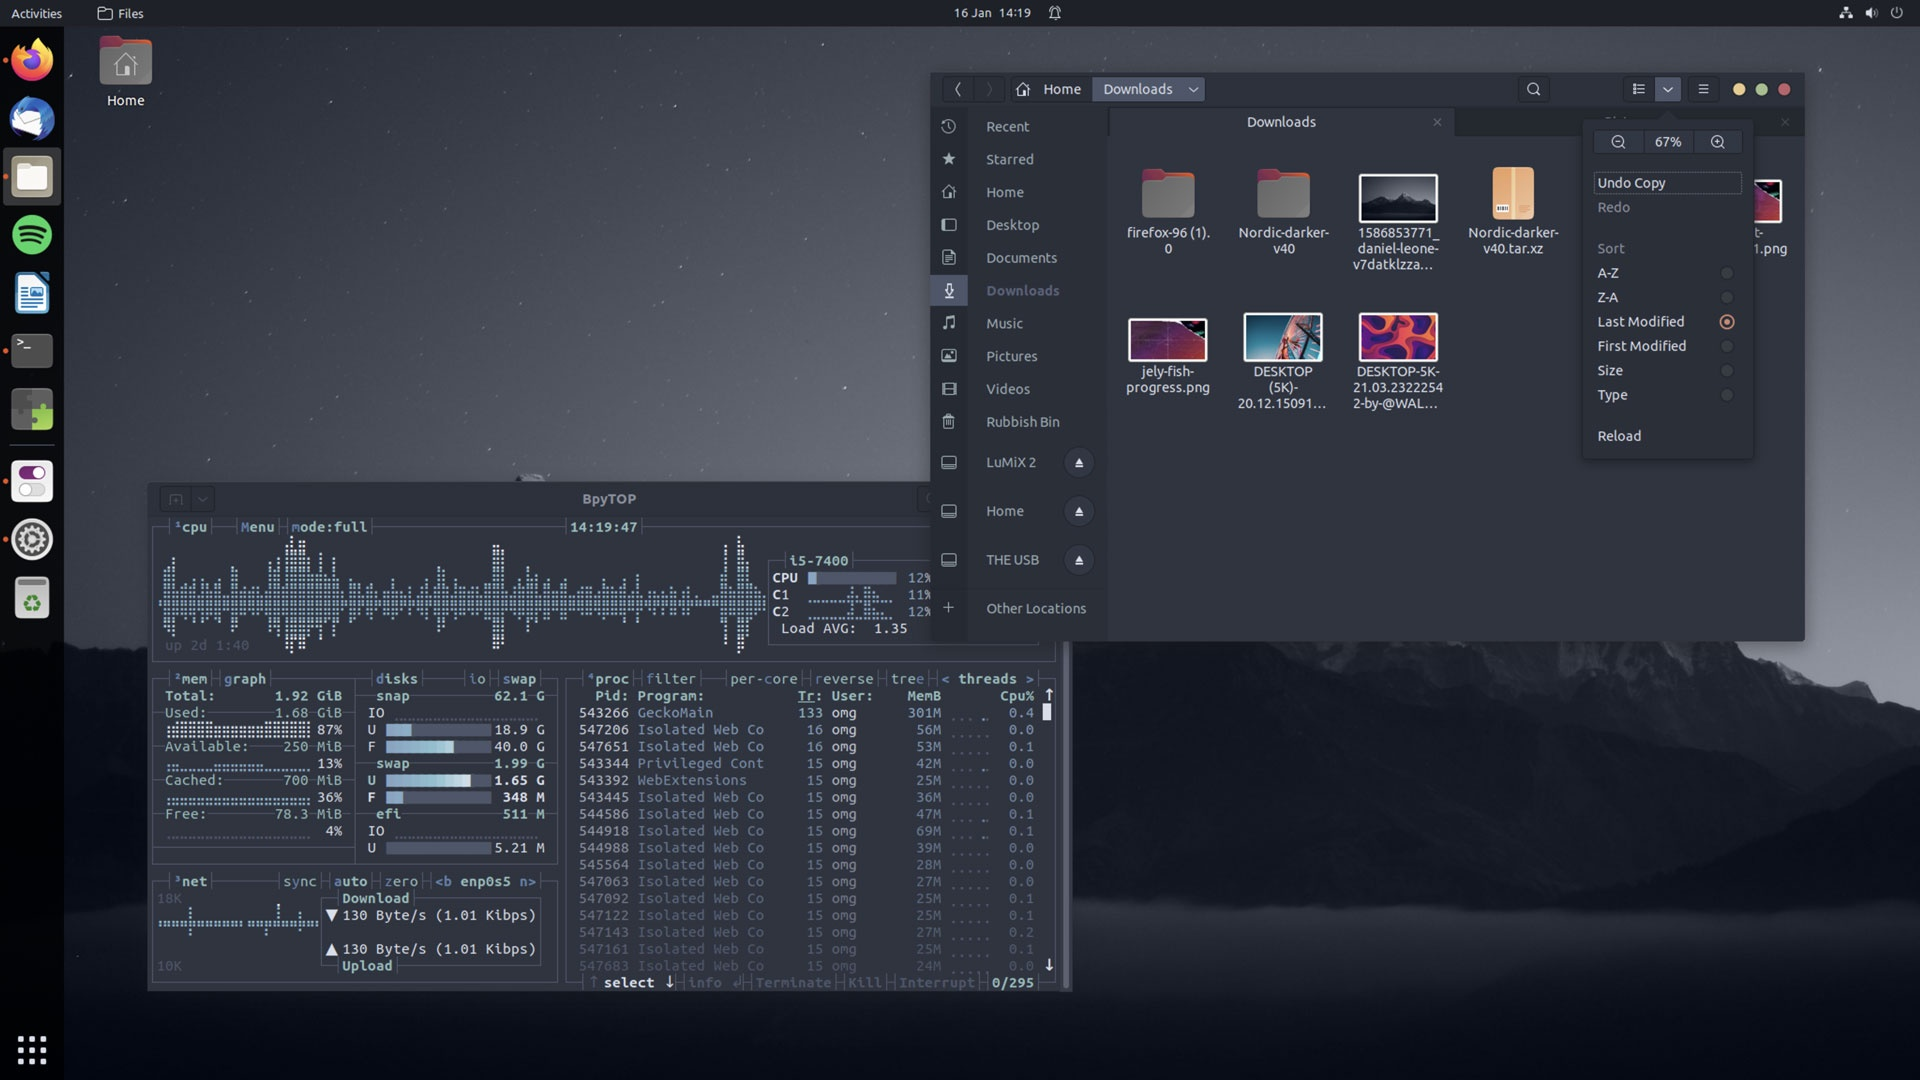 Activities
Files
16 Jan 14:19
Home
Home
Downloads
Recent
Starred
Home
Desktop
Documents
Downloads
Music
Pictures
Videos
Rubbish Bin
LuMiX 2
Home
THE USB
Other Locations
Downloads
firefox-96 (1).
0
Nordic-darker-
v40
1586853771_
daniel-leone-
v7datklzza...
Nordic-darker-
v40.tar.xz
t-
1.png
jely-fish-
progress.png
DESKTOP
(5K)-
20.12.15091...
DESKTOP-5K-
21.03.2322254
2-by-@WAL...
67%
Undo Copy
Redo
Sort
A-Z
Z-A
Last Modified
First Modified
Size
Type
Reload
BpyTOP
¹cpu Menu mode:full 14:19:47
i5-7400
CPU 12%
C1 11%
C2 12%
Load AVG: 1.35
up 2d 1:40
²mem graph
Total: 1.92 GiB
Used: 1.68 GiB
87%
Available: 250 MiB
13%
Cached: 700 MiB
36%
Free: 78.3 MiB
4%
disks io swap
snap 62.1 G
IO
U 18.9 G
F 40.0 G
swap 1.99 G
U 1.65 G
F 348 M
efi 511 M
IO
U 5.21 M
³net sync auto zero <b enp0s5 n>
10K
Download
▼ 130 Byte/s (1.01 Kibps)
▲ 130 Byte/s (1.01 Kibps)
Upload
10K
⁴proc filter per-core reverse tree < threads >
Pid: Program: Tr: User: MemB Cpu% ↑
543266 GeckoMain 133 omg 301M 0.4
547206 Isolated Web Co 16 omg 56M 0.0
547651 Isolated Web Co 16 omg 53M 0.1
543344 Privileged Cont 15 omg 42M 0.0
543392 WebExtensions 15 omg 25M 0.0
543445 Isolated Web Co 15 omg 36M 0.0
544586 Isolated Web Co 15 omg 47M 0.1
544918 Isolated Web Co 15 omg 69M 0.1
544988 Isolated Web Co 15 omg 39M 0.0
545564 Isolated Web Co 15 omg 28M 0.0
547063 Isolated Web Co 15 omg 27M 0.0
547092 Isolated Web Co 15 omg 25M 0.1
547122 Isolated Web Co 15 omg 25M 0.1
547143 Isolated Web Co 15 omg 27M 0.2
547161 Isolated Web Co 15 omg 25M 0.1
547683 Isolated Web Co 15 omg 24M 0.0 ↓
↑ select ↓ info ↲ Terminate Kill Interrupt 0/295